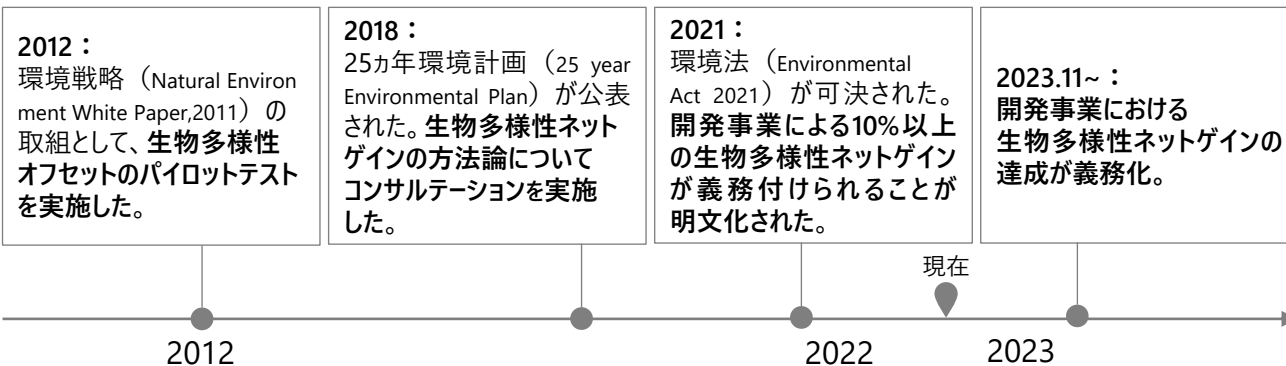 2012：
環境戦略（Natural Environ
ment White Paper,2011）の
取組として、生物多様性
オフセットのパイロットテスト
を実施した。
2018：
25ヵ年環境計画（25 year
Environmental Plan）が公表
された。生物多様性ネット
ゲインの方法論について
コンサルテーションを実施
した。
2021：
環境法（Environmental
Act 2021）が可決された。
開発事業による10%以上
の生物多様性ネットゲイン
が義務付けられることが
明文化された。
2023.11~：
開発事業における
生物多様性ネットゲインの
達成が義務化。
現在
2012
2022
2023